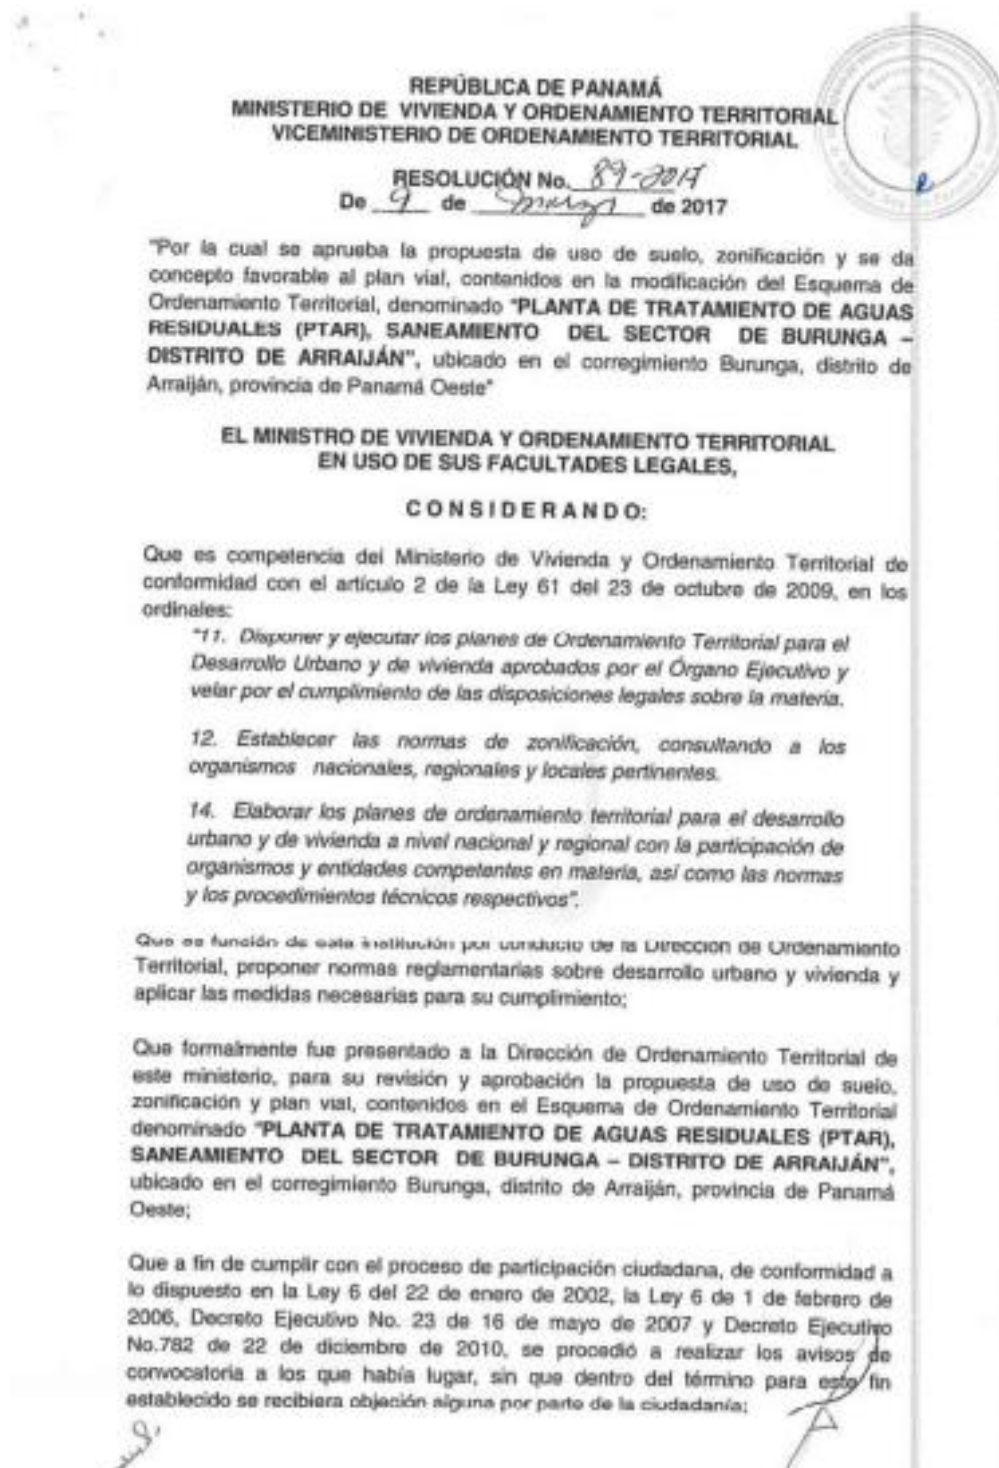 REPÚBLICA DE PANAMÁ
MINISTERIO DE VIVIENDA Y ORDENAMIENTO TERRITORIAL
VICEMINISTERIO DE ORDENAMIENTO TERRITORIAL
RESOLUCIÓN No. 89-2017
De 9 de marzo de 2017
"Por la cual se aprueba la propuesta de uso de suelo, zonificación y se da
concepto favorable al plan vial, contenidos en la modificación del Esquema de
Ordenamiento Territorial, denominado "PLANTA DE TRATAMIENTO DE AGUAS
RESIDUALES (PTAR), SANEAMIENTO DEL SECTOR DE BURUNGA –
DISTRITO DE ARRAIJÁN", ubicado en el corregimiento Burunga, distrito de
Arraiján, provincia de Panamá Oeste"
EL MINISTRO DE VIVIENDA Y ORDENAMIENTO TERRITORIAL
EN USO DE SUS FACULTADES LEGALES,
CONSIDERANDO:
Que es competencia del Ministerio de Vivienda y Ordenamiento Territorial de
conformidad con el artículo 2 de la Ley 61 del 23 de octubre de 2009, en los
ordinales:
"11. Disponer y ejecutar los planes de Ordenamiento Territorial para el
Desarrollo Urbano y de vivienda aprobados por el Órgano Ejecutivo y
velar por el cumplimiento de las disposiciones legales sobre la materia.
12. Establecer las normas de zonificación, consultando a los
organismos nacionales, regionales y locales pertinentes.
14. Elaborar los planes de ordenamiento territorial para el desarrollo
urbano y de vivienda a nivel nacional y regional con la participación de
organismos y entidades competentes en materia, así como las normas
y los procedimientos técnicos respectivos".
Que es función de esta institución por conducto de la Dirección de Ordenamiento
Territorial, proponer normas reglamentarias sobre desarrollo urbano y vivienda y
aplicar las medidas necesarias para su cumplimiento;
Que formalmente fue presentado a la Dirección de Ordenamiento Territorial de
este ministerio, para su revisión y aprobación la propuesta de uso de suelo,
zonificación y plan vial, contenidos en el Esquema de Ordenamiento Territorial
denominado "PLANTA DE TRATAMIENTO DE AGUAS RESIDUALES (PTAR),
SANEAMIENTO DEL SECTOR DE BURUNGA – DISTRITO DE ARRAIJÁN",
ubicado en el corregimiento Burunga, distrito de Arraiján, provincia de Panamá
Oeste;
Que a fin de cumplir con el proceso de participación ciudadana, de conformidad a
lo dispuesto en la Ley 6 del 22 de enero de 2002, la Ley 6 de 1 de febrero de
2006, Decreto Ejecutivo No. 23 de 16 de mayo de 2007 y Decreto Ejecutivo
No.782 de 22 de diciembre de 2010, se procedió a realizar los avisos de
convocatoria a los que había lugar, sin que dentro del término para este fin
establecido se recibiera objeción alguna por parte de la ciudadanía;